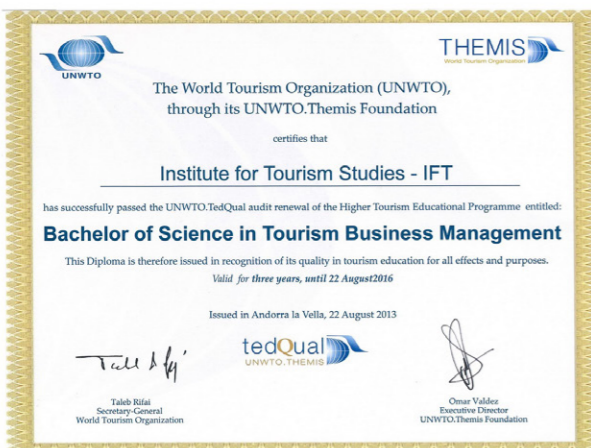 UNWTO
THEMIS
World Tourism Organization
The World Tourism Organization (UNWTO),
through its UNWTO.Themis Foundation
certifies that
Institute for Tourism Studies - IFT
has successfully passed the UNWTO.TedQual audit renewal of the Higher Tourism Educational Programme entitled:
Bachelor of Science in Tourism Business Management
This Diploma is therefore issued in recognition of its quality in tourism education for all effects and purposes.
Valid for three years, until 22 August2016
Issued in Andorra la Vella, 22 August 2013
tedQual
UNWTO.THEMIS
Taleb Rifai
Secretary-General
World Tourism Organization
Omar Valdez
Executive Director
UNWTO.Themis Foundation